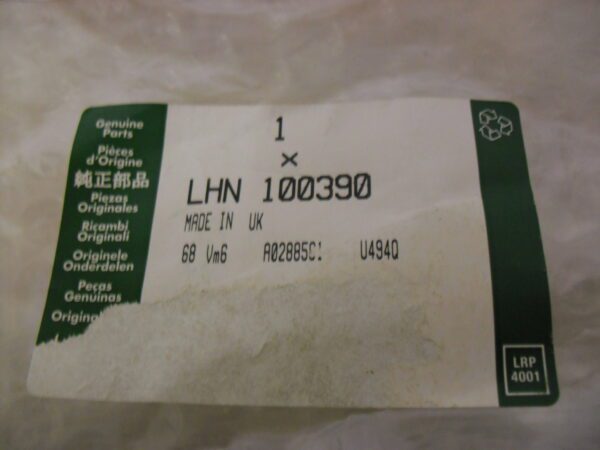 Genuine
Parts
Pièces
d'Origine
純正部品
Piezas
Originales
Ricambi
Originali
Originele
Onderdelen
Peças
Genuinas
1
×
LHN 100390
MADE IN UK
68 Vm6 A02885C1 U494Q
LRP
4001